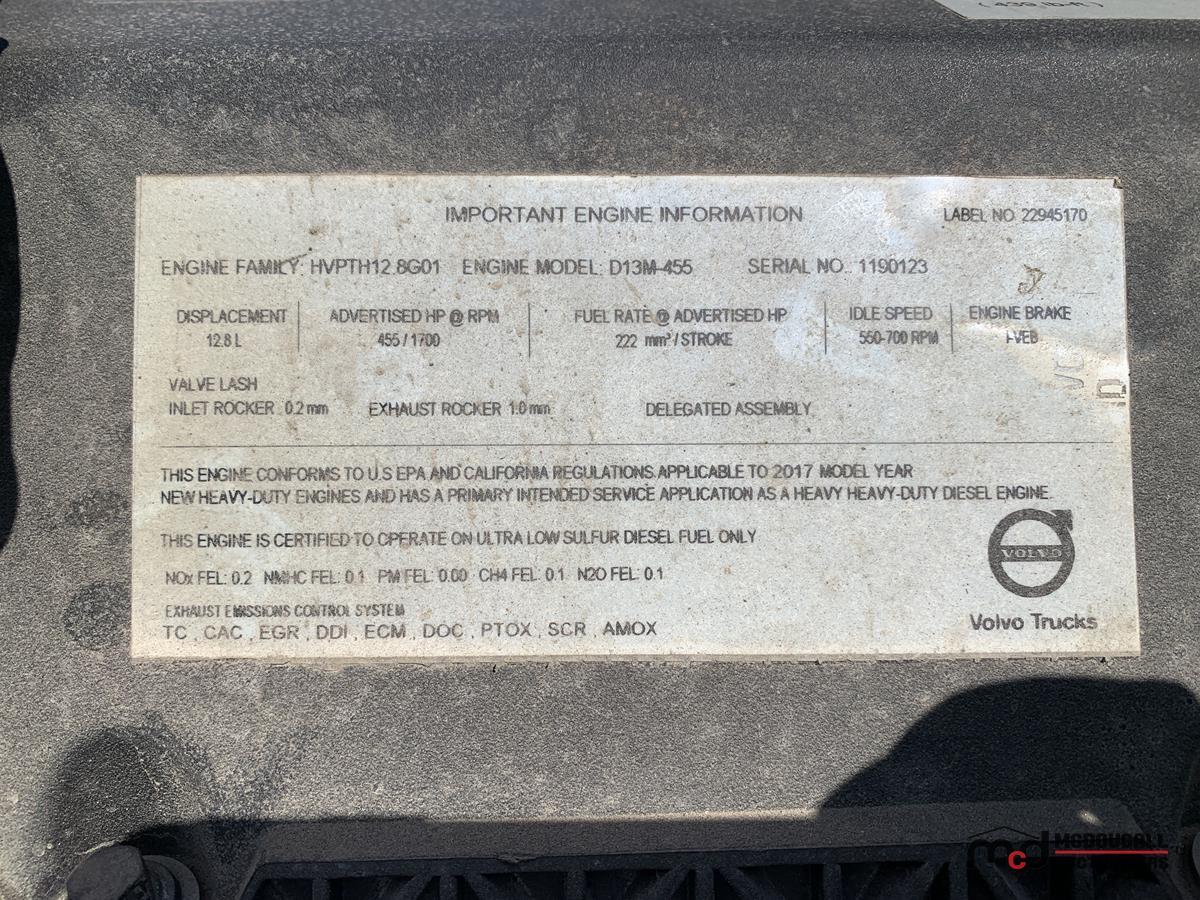 (439 lb-ft)
IMPORTANT ENGINE INFORMATION LABEL NO. 22945170
ENGINE FAMILY: HVPTH12.8G01 ENGINE MODEL: D13M-455 SERIAL NO.: 1190123
DISPLACEMENT ADVERTISED HP @ RPM FUEL RATE @ ADVERTISED HP IDLE SPEED ENGINE BRAKE
12.8 L 455 / 1700 222 mm³ / STROKE 550-700 RPM I-VEB
VALVE LASH
INLET ROCKER 0.2 mm EXHAUST ROCKER 1.0 mm DELEGATED ASSEMBLY
THIS ENGINE CONFORMS TO U.S EPA AND CALIFORNIA REGULATIONS APPLICABLE TO 2017 MODEL YEAR
NEW HEAVY-DUTY ENGINES AND HAS A PRIMARY INTENDED SERVICE APPLICATION AS A HEAVY HEAVY-DUTY DIESEL ENGINE.
THIS ENGINE IS CERTIFIED TO OPERATE ON ULTRA LOW SULFUR DIESEL FUEL ONLY
NOx FEL: 0.2 NMHC FEL: 0.1 PM FEL: 0.00 CH4 FEL: 0.1 N2O FEL: 0.1
VOLVO
EXHAUST EMISSIONS CONTROL SYSTEM
TC , CAC , EGR , DDI , ECM , DOC , PTOX , SCR , AMOX
Volvo Trucks
mcd MCDOUGALL